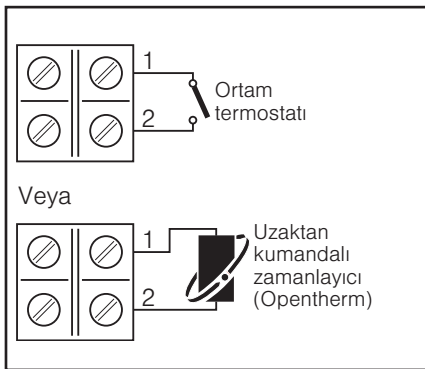 1
Ortam
termostatı
2
Veya
1
Uzaktan
kumandalı
zamanlayıcı
(Opentherm)
2